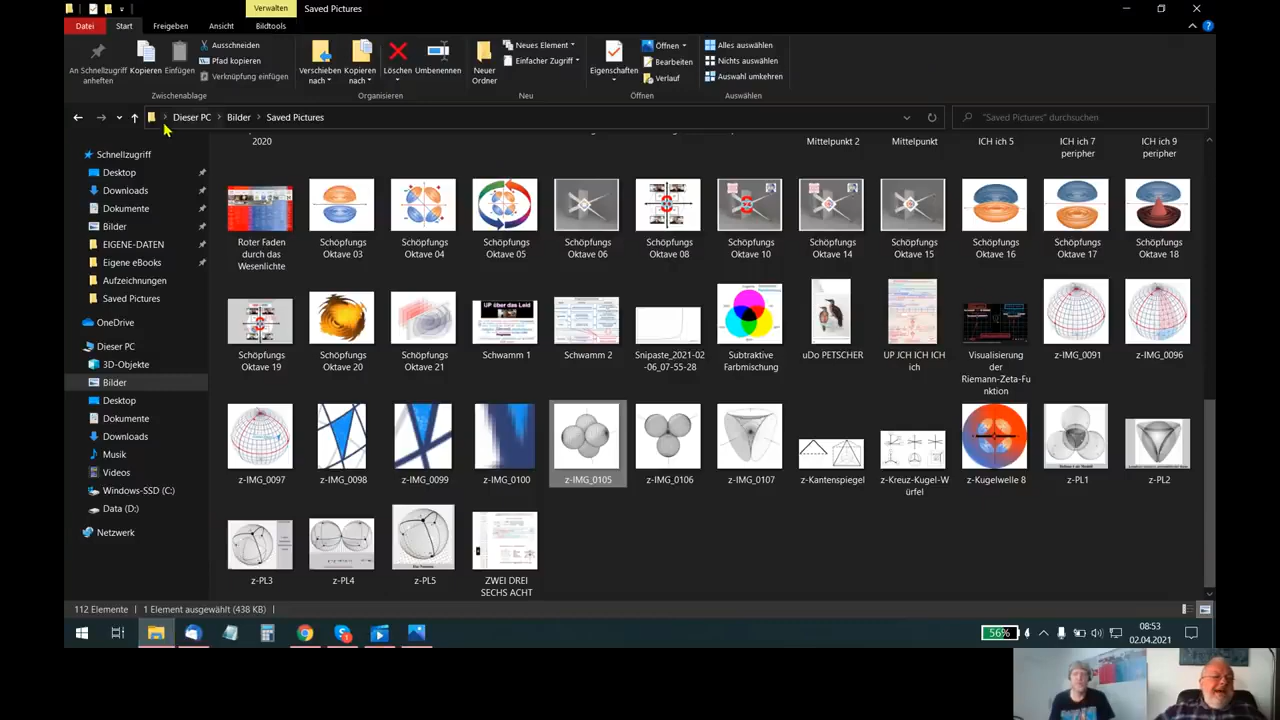 Verwalten
Saved Pictures
Datei
Start
Freigeben
Ansicht
Bildtools
An Schnellzugriff anheften
Kopieren
Einfügen
Ausschneiden
Pfad kopieren
Verknüpfung einfügen
Zwischenablage
Verschieben nach
Kopieren nach
Löschen
Umbenennen
Organisieren
Neuer Ordner
Neues Element
Einfacher Zugriff
Neu
Eigenschaften
Öffnen
Bearbeiten
Verlauf
Öffnen
Alles auswählen
Nichts auswählen
Auswahl umkehren
Auswählen
Dieser PC
Bilder
Saved Pictures
"Saved Pictures" durchsuchen
Schnellzugriff
Desktop
Downloads
Dokumente
Bilder
EIGENE-DATEN
Eigene eBooks
Aufzeichnungen
Saved Pictures
OneDrive
Dieser PC
3D-Objekte
Bilder
Desktop
Dokumente
Downloads
Musik
Videos
Windows-SSD (C:)
Data (D:)
Netzwerk
2020
Mittelpunkt 2
Mittelpunkt
ICH ich 5
ICH ich 7
peripher
ICH ich 9
peripher
Roter Faden
durch das
Wesenlichte
Schöpfungs
Oktave 03
Schöpfungs
Oktave 04
Schöpfungs
Oktave 05
Schöpfungs
Oktave 06
Schöpfungs
Oktave 08
Schöpfungs
Oktave 10
Schöpfungs
Oktave 14
Schöpfungs
Oktave 15
Schöpfungs
Oktave 16
Schöpfungs
Oktave 17
Schöpfungs
Oktave 18
Schöpfungs
Oktave 19
Schöpfungs
Oktave 20
Schöpfungs
Oktave 21
UP über das Leid
Schwamm 1
Schwamm 2
Snipaste_2021-02
-06_07-55-28
Subtraktive
Farbmischung
uDo PETSCHER
UP JCH ICH ICH
ich
Visualisierung
der
Riemann-Zeta-Fu
nktion
z-IMG_0091
z-IMG_0096
z-IMG_0097
z-IMG_0098
z-IMG_0099
z-IMG_0100
z-IMG_0105
z-IMG_0106
z-IMG_0107
z-Kantenspiegel
z-Kreuz-Kugel-W
ürfel
z-Kugelwelle 8
z-PL1
z-PL2
z-PL3
z-PL4
z-PL5
ZWEI DREI
SECHS ACHT
112 Elemente
1 Element ausgewählt (438 KB)
56%
08:53
02.04.2021